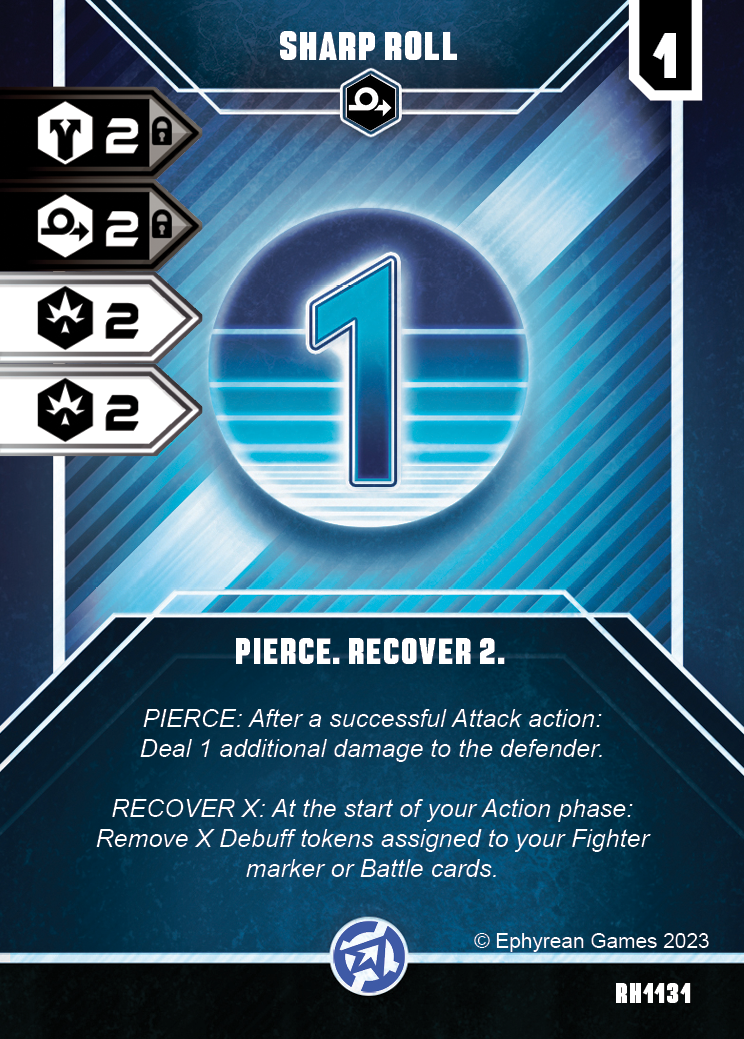 SHARP ROLL
1
2
2
2
2
1
PIERCE. RECOVER 2.
PIERCE: After a successful Attack action:
Deal 1 additional damage to the defender.
RECOVER X: At the start of your Action phase:
Remove X Debuff tokens assigned to your Fighter
marker or Battle cards.
© Ephyrean Games 2023
RH1131